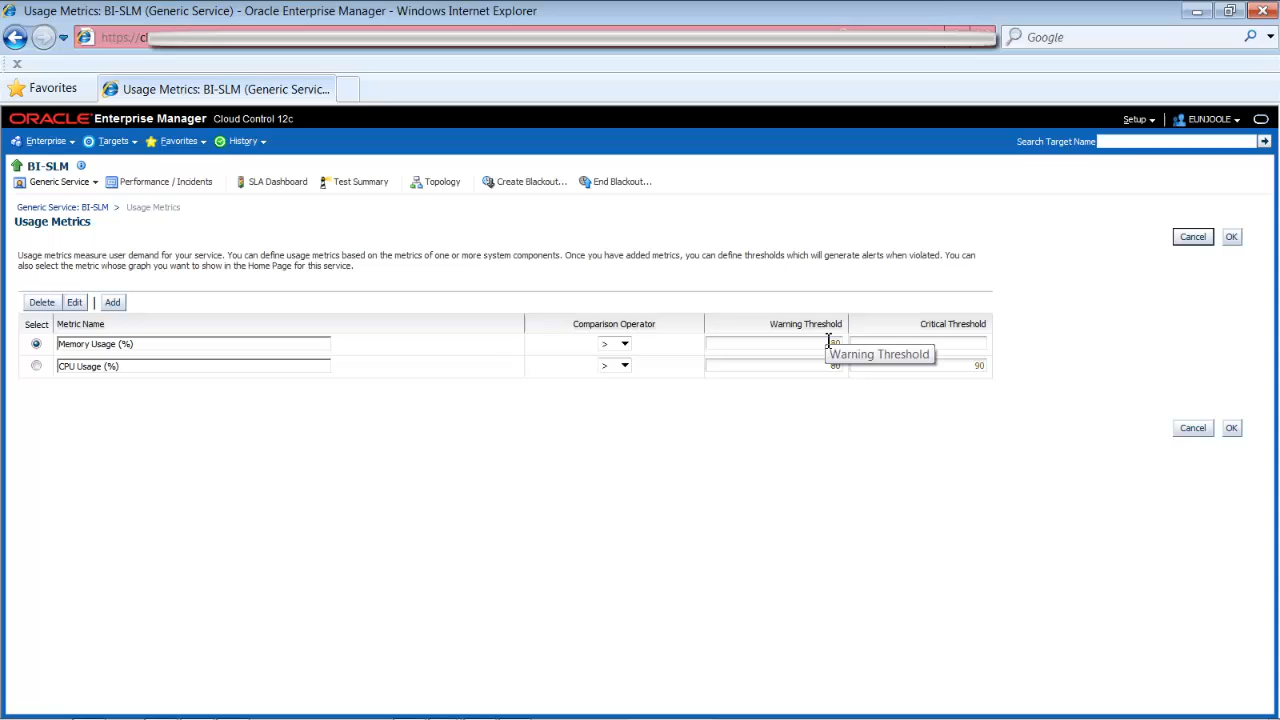 Usage Metrics: BI-SLM (Generic Service) - Oracle Enterprise Manager - Windows Internet Explorer
https://cl
Google
x
Favorites
Usage Metrics: BI-SLM (Generic Servic...
ORACLE Enterprise Manager Cloud Control 12c
Setup
EUNJOOLE
Enterprise Targets Favorites History
Search Target Name
BI-SLM
Generic Service Performance / Incidents SLA Dashboard Test Summary Topology Create Blackout... End Blackout...
Generic Service: BI-SLM > Usage Metrics
Usage Metrics
Cancel OK
Usage metrics measure user demand for your service. You can define usage metrics based on the metrics of one or more system components. Once you have added metrics, you can define thresholds which will generate alerts when violated. You can
also select the metric whose graph you want to show in the Home Page for this service.
Delete Edit | Add
Select Metric Name Comparison Operator Warning Threshold Critical Threshold
Memory Usage (%) > 80
Warning Threshold
CPU Usage (%) > 80 90
Cancel OK